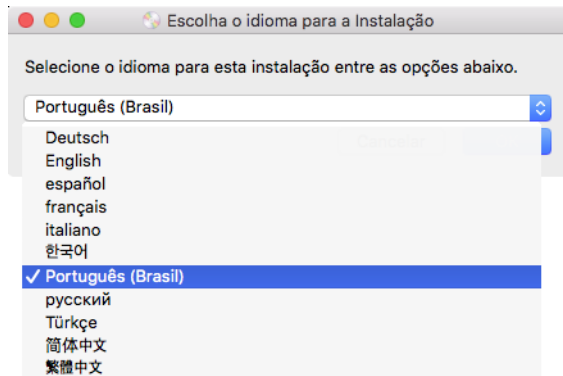 Escolha o idioma para a Instalação
Selecione o idioma para esta instalação entre as opções abaixo.
Português (Brasil)
Deutsch
English
español
français
italiano
한국어
✓ Português (Brasil)
русский
Türkçe
简体中文
繁體中文